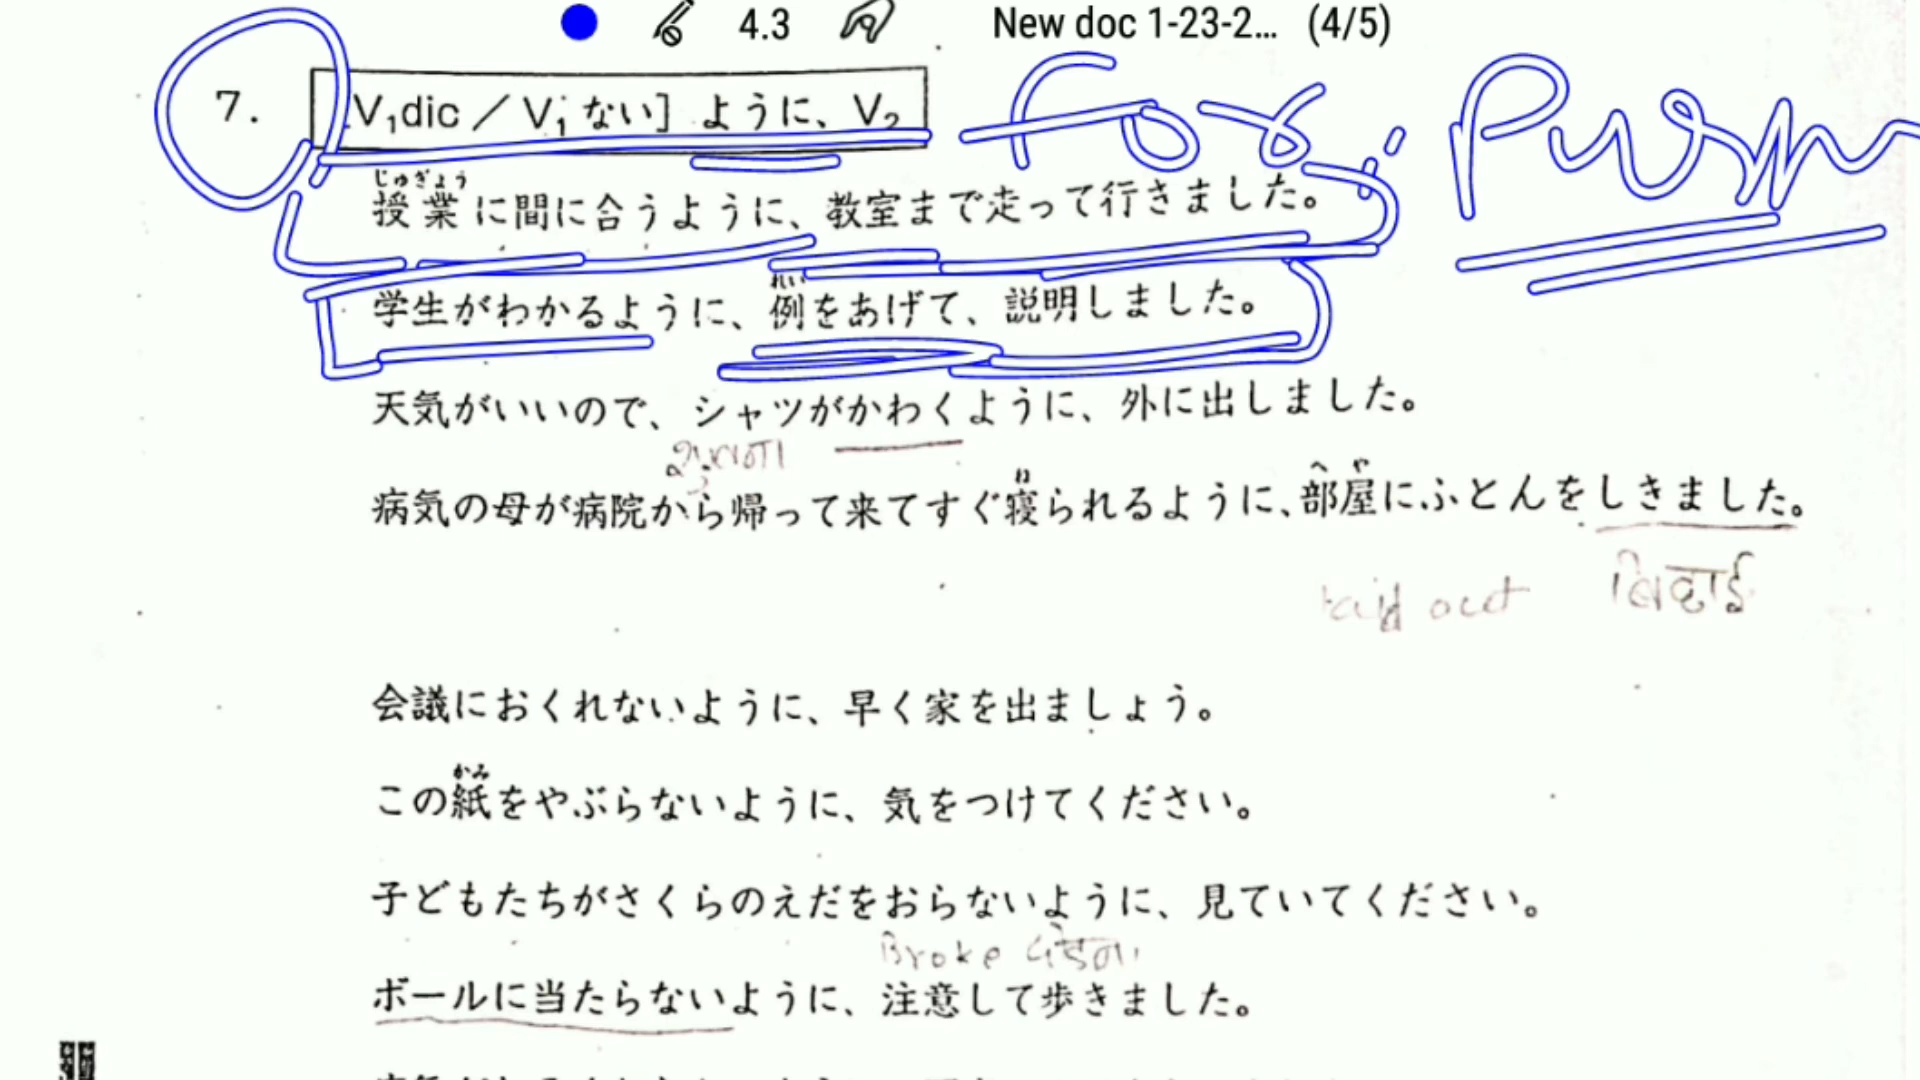 4.3 New doc 1-23-2... (4/5)
7. [V₁dic／V₁ない] ように、V₂
For
じゅぎょう
授業に間に合うように、教室まで走って行きました。
れい
学生がわかるように、例をあげて、説明しました。
天気がいいので、シャツがかわくように、外に出しました。
ね へや
病気の母が病院から帰って来てすぐ寝られるように、部屋にふとんをしきました。
laid out बिछाई
会議におくれないように、早く家を出ましょう。
かみ
この紙をやぶらないように、気をつけてください。
子どもたちがさくらのえだをおらないように、見ていてください。
Broke
ボールに当たらないように、注意して歩きました。